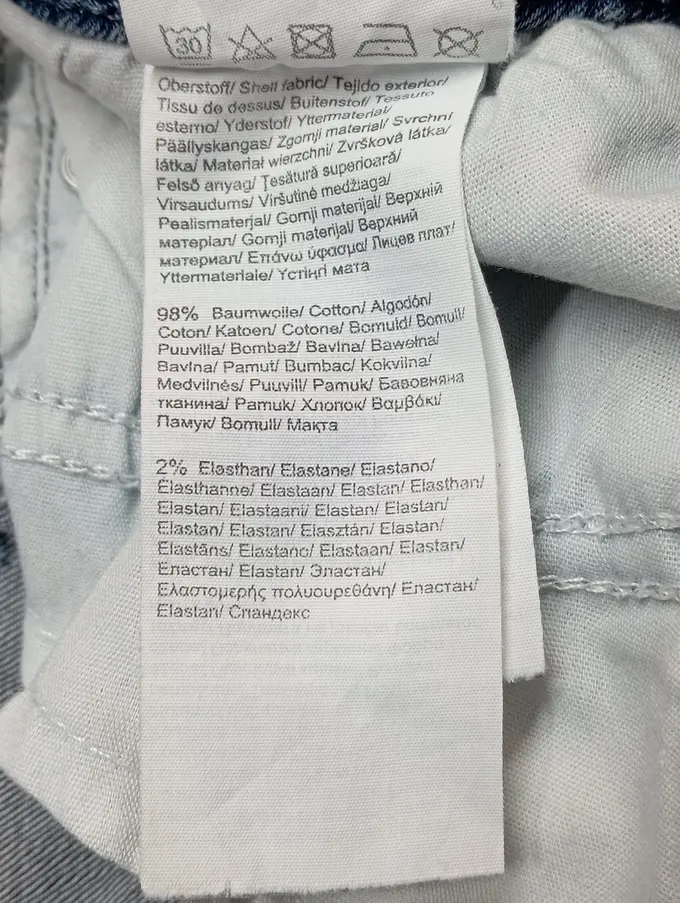 30
Oberstoff/ Shell fabric/ Tejido exterior/
Tissu de dessus/ Buitenstof/ Tessuto
esterno/ Yderstof/ Yttermaterial/
Päällyskangas/ Zgornji material/ Svrchní
látka/ Materiał wierzchni/ Zvršková látka/
Felső anyag/ Țesătură superioară/
Virsaudums/ Viršutinė medžiaga/
Pealismaterjal/ Gornji materijal/ Верхній
матеріал/ Gornji materijal/ Верхний
материал/ Επάνω ύφασμα/ Лицев плат/
Yttermateriale/ Үстіңгі мата
98% Baumwolle/ Cotton/ Algodón/
Coton/ Katoen/ Cotone/ Bomuld/ Bomull/
Puuvilla/ Bombaž/ Bavlna/ Bawełna/
Bavlna/ Pamut/ Bumbac/ Kokvilna/
Medvilnės/ Puuvill/ Pamuk/ Бавовняна
тканина/ Pamuk/ Хлопок/ Βαμβάκι/
Памук/ Bomull/ Мақта
2% Elasthan/ Elastane/ Elastano/
Élasthanne/ Elastaan/ Elastan/ Elasthan/
Elastan/ Elastaani/ Elastan/ Elastan/
Elastan/ Elastan/ Elasztán/ Elastan/
Elastāns/ Elastano/ Elastaan/ Elastan/
Еластан/ Elastan/ Эластан/
Ελαστομερής πολυουρεθάνη/ Еластан/
Elastan/ Спандекс